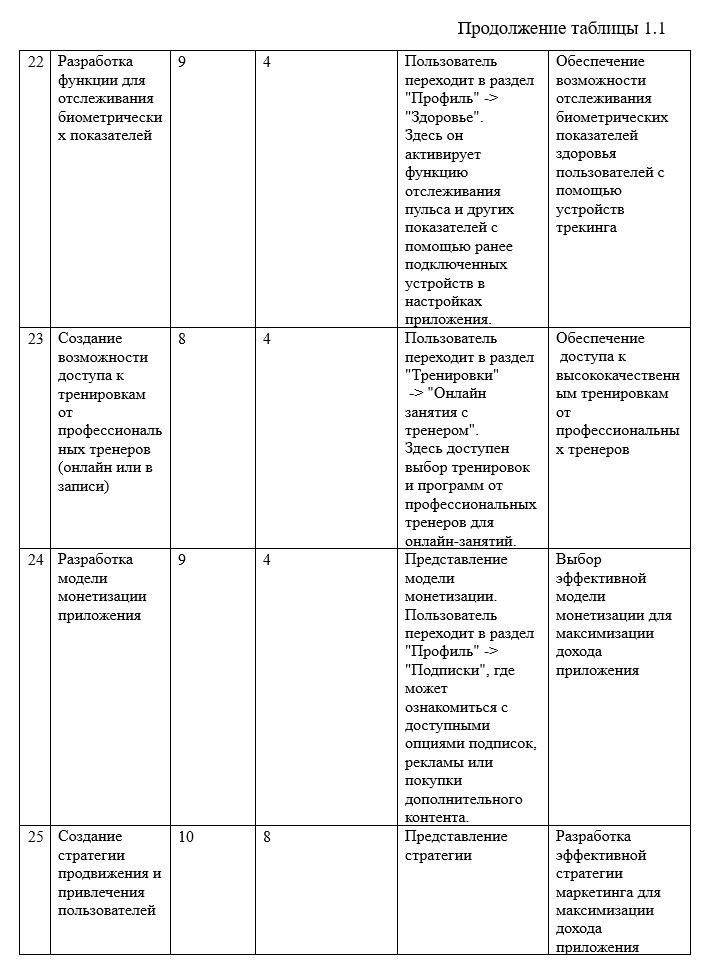 Продолжение таблицы 1.1
22
Разработка
функции для
отслеживания
биометрически
х показателей
9
4
Пользователь
переходит в раздел
"Профиль" ->
"Здоровье".
Здесь он
активирует
функцию
отслеживания
пульса и других
показателей с
помощью ранее
подключенных
устройств в
настройках
приложения.
Обеспечение
возможности
отслеживания
биометрических
показателей
здоровья
пользователей с
помощью
устройств
трекинга
23
Создание
возможности
доступа к
тренировкам
от
профессиональ
ных тренеров
(онлайн или в
записи)
8
4
Пользователь
переходит в раздел
"Тренировки"
-> "Онлайн
занятия с
тренером".
Здесь доступен
выбор тренировок
и программ от
профессиональных
тренеров для
онлайн-занятий.
Обеспечение
доступа к
высококачественн
ым тренировкам
от
профессиональны
х тренеров
24
Разработка
модели
монетизации
приложения
9
4
Представление
модели
монетизации.
Пользователь
переходит в раздел
"Профиль" ->
"Подписки", где
может
ознакомиться с
доступными
опциями подписок,
рекламы или
покупки
дополнительного
контента.
Выбор
эффективной
модели
монетизации для
максимизации
дохода
приложения
25
Создание
стратегии
продвижения и
привлечения
пользователей
10
8
Представление
стратегии
Разработка
эффективной
стратегии
маркетинга для
максимизации
дохода
приложения